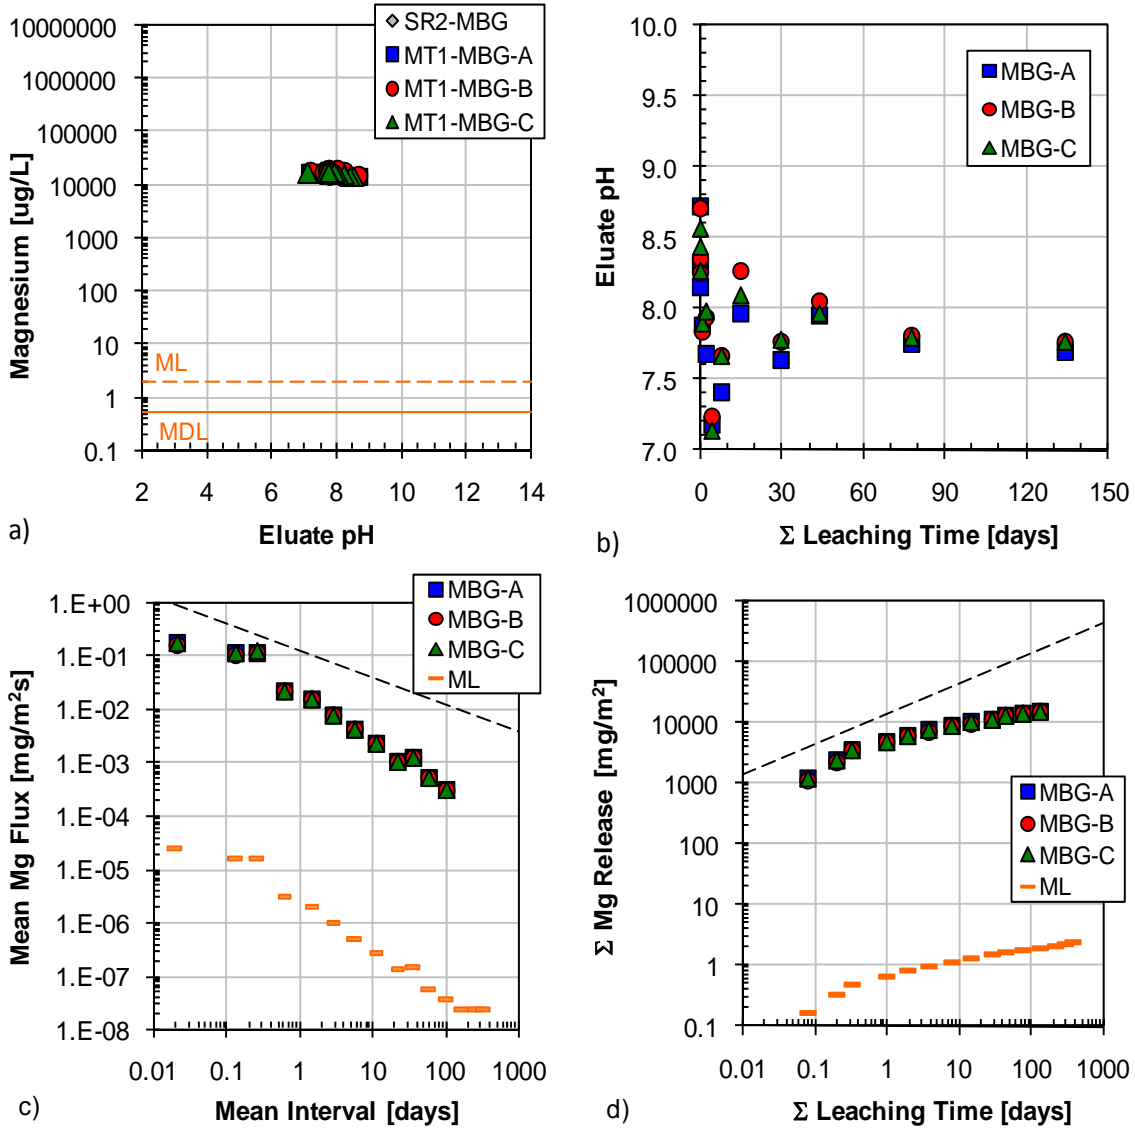 10000000
1000000
100000
10000
1000
100
10
1
0.1
Magnesium [ug/L]
SR2-MBG
MT1-MBG-A
MT1-MBG-B
MT1-MBG-C
ML
MDL
2 4 6 8 10 12 14
Eluate pH
a)
10.0
9.5
9.0
8.5
8.0
7.5
7.0
Eluate pH
MBG-A
MBG-B
MBG-C
0 30 60 90 120 150
Σ Leaching Time [days]
b)
1.E+00
1.E-01
1.E-02
1.E-03
1.E-04
1.E-05
1.E-06
1.E-07
1.E-08
Mean Mg Flux [mg/m²s]
MBG-A
MBG-B
MBG-C
ML
0.01 0.1 1 10 100 1000
Mean Interval [days]
c)
1000000
100000
10000
1000
100
10
1
0.1
Σ Mg Release [mg/m²]
MBG-A
MBG-B
MBG-C
ML
0.01 0.1 1 10 100 1000
Σ Leaching Time [days]
d)